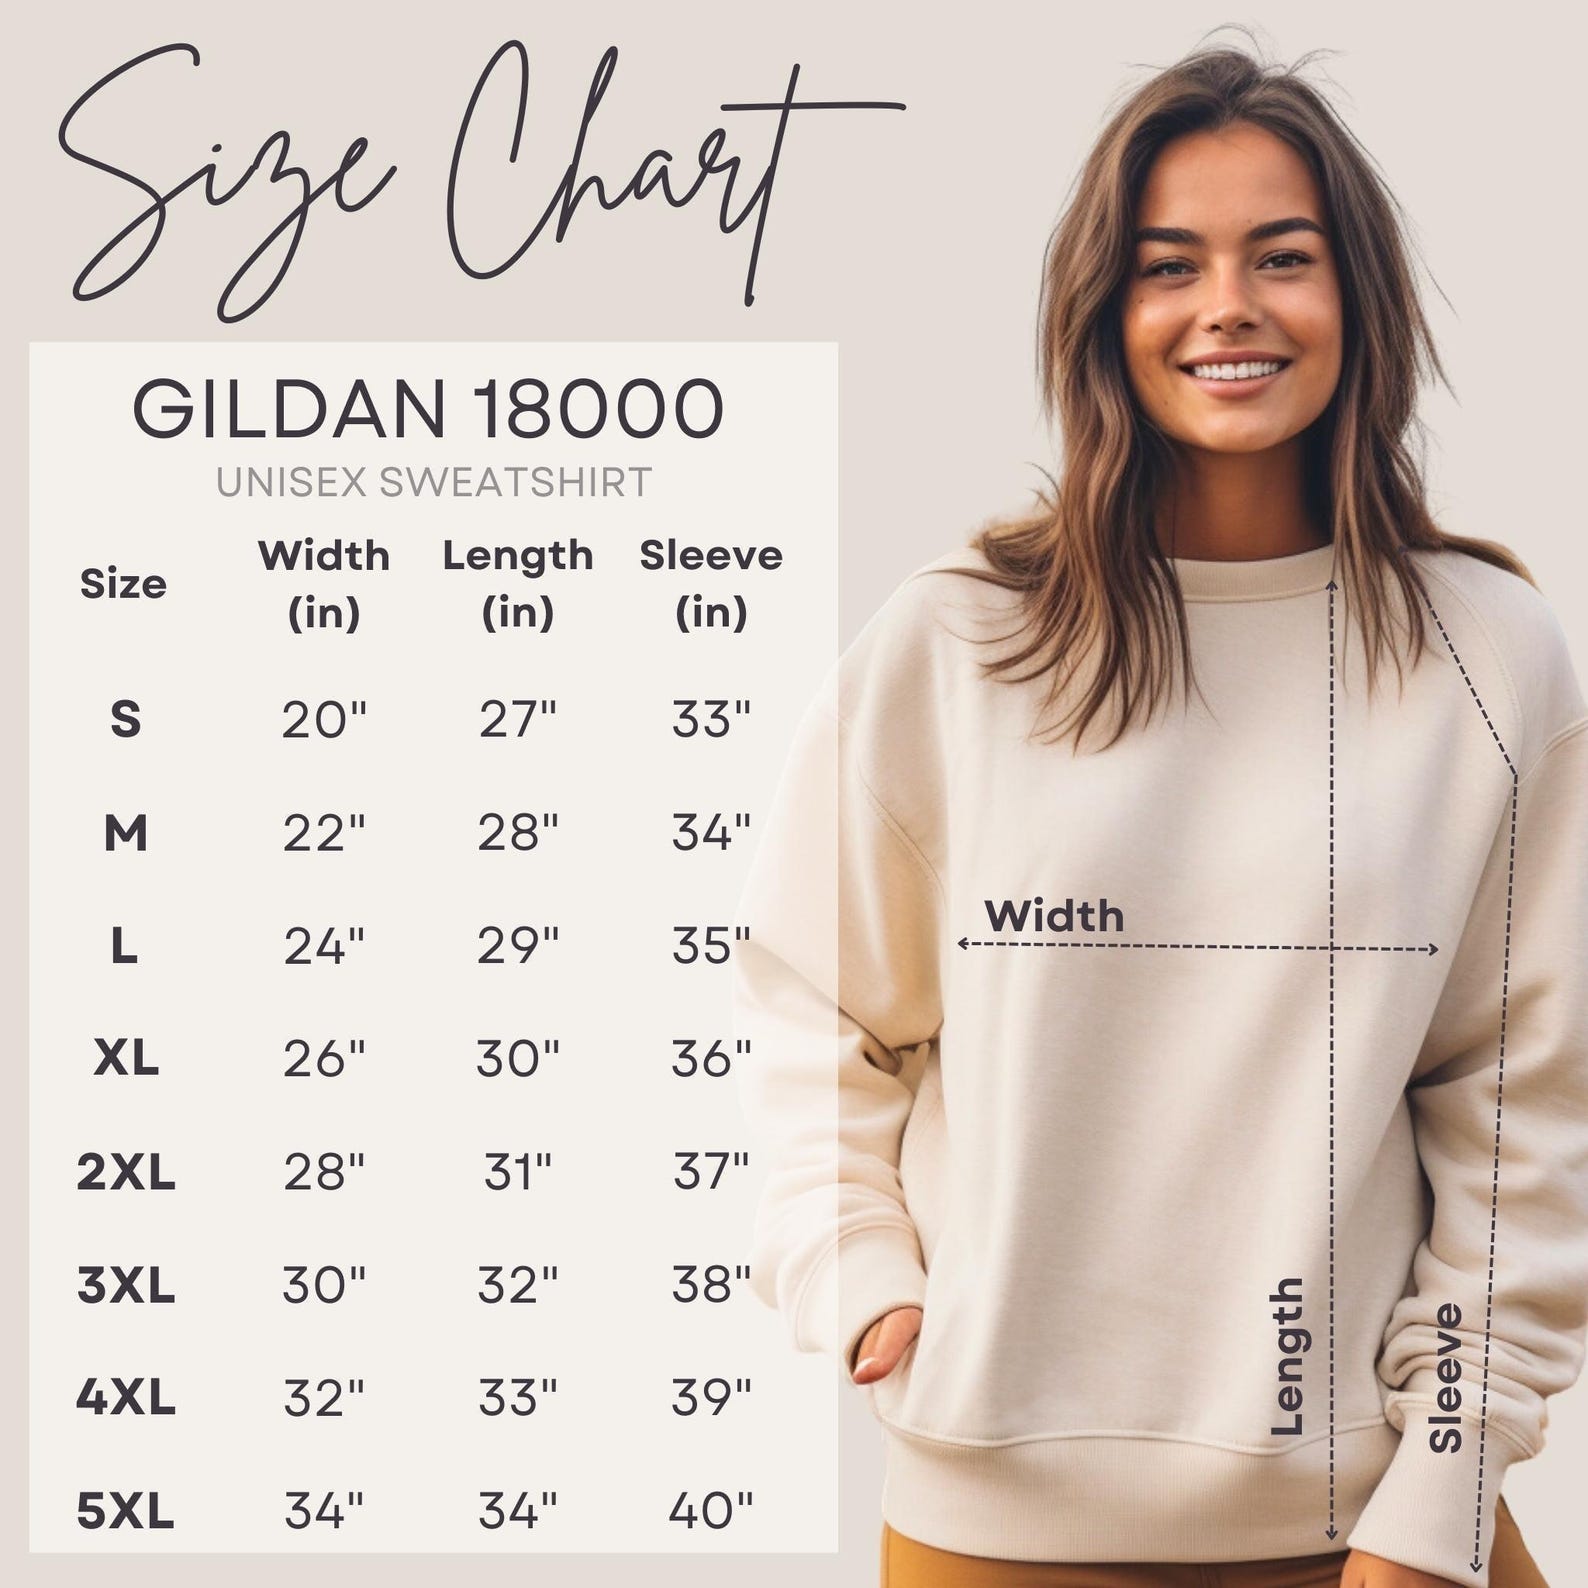 Size Chart
GILDAN 18000
UNISEX SWEATSHIRT
Size Width (in) Length (in) Sleeve (in)
S 20" 27" 33"
M 22" 28" 34"
L 24" 29" 35"
XL 26" 30" 36"
2XL 28" 31" 37"
3XL 30" 32" 38"
4XL 32" 33" 39"
5XL 34" 34" 40"
Width
Length
Sleeve